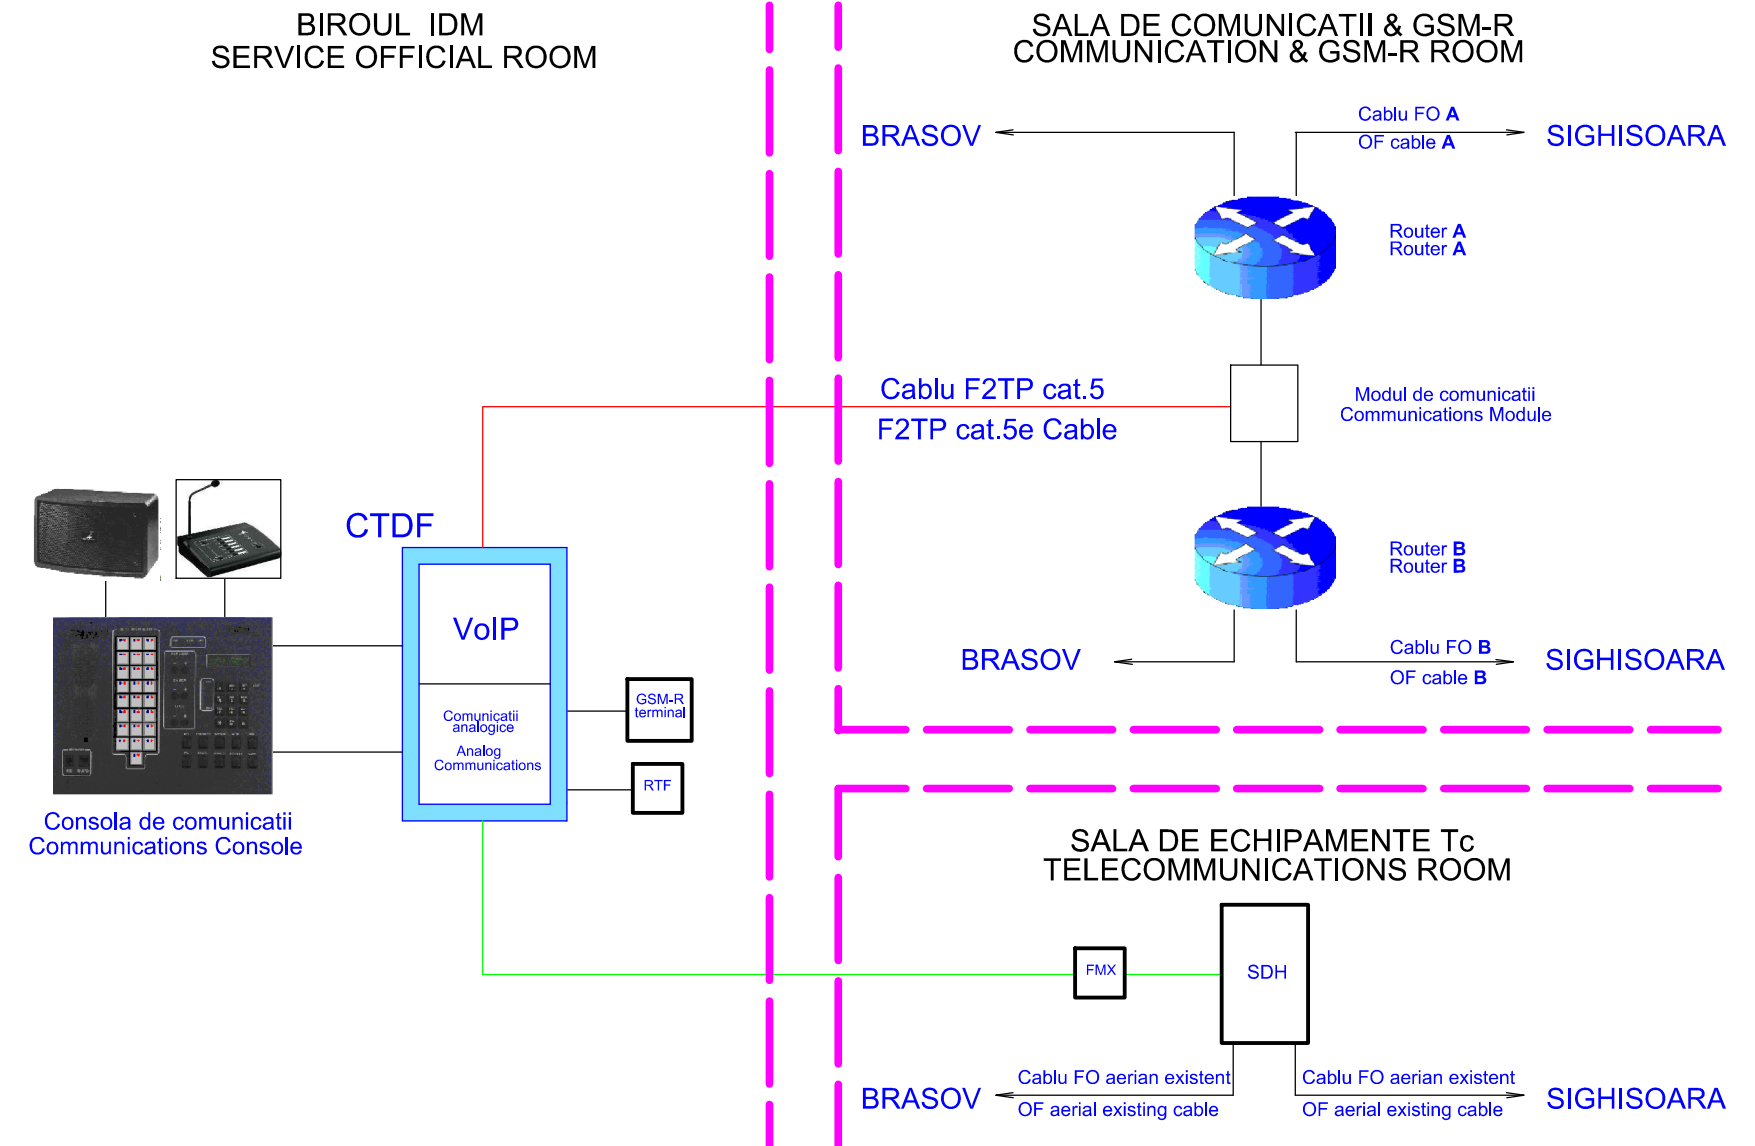 BIROUL IDM
SERVICE OFFICIAL ROOM
SALA DE COMUNICATII & GSM-R
COMMUNICATION & GSM-R ROOM
BRASOV
Cablu FO A
OF cable A
SIGHISOARA
Router A
Router A
Cablu F2TP cat.5
F2TP cat.5e Cable
Modul de comunicatii
Communications Module
CTDF
VoIP
Comunicatii
analogice
Analog
Communications
GSM-R
terminal
RTF
Consola de comunicatii
Communications Console
Router B
Router B
BRASOV
Cablu FO B
OF cable B
SIGHISOARA
SALA DE ECHIPAMENTE Tc
TELECOMMUNICATIONS ROOM
FMX
SDH
BRASOV
Cablu FO aerian existent
OF aerial existing cable
Cablu FO aerian existent
OF aerial existing cable
SIGHISOARA